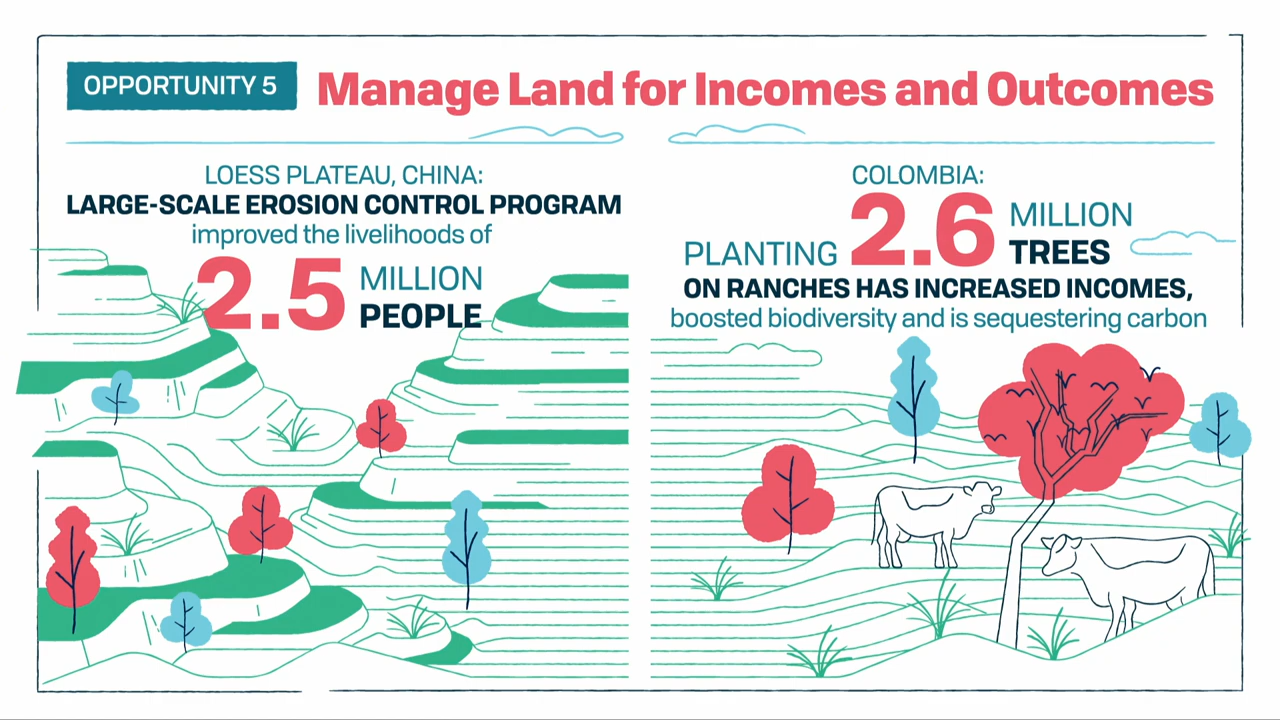 OPPORTUNITY 5
Manage Land for Incomes and Outcomes
LOESS PLATEAU, CHINA:
LARGE-SCALE EROSION CONTROL PROGRAM
improved the livelihoods of
2.5 MILLION
PEOPLE
COLOMBIA:
PLANTING 2.6 MILLION
TREES
ON RANCHES HAS INCREASED INCOMES,
boosted biodiversity and is sequestering carbon